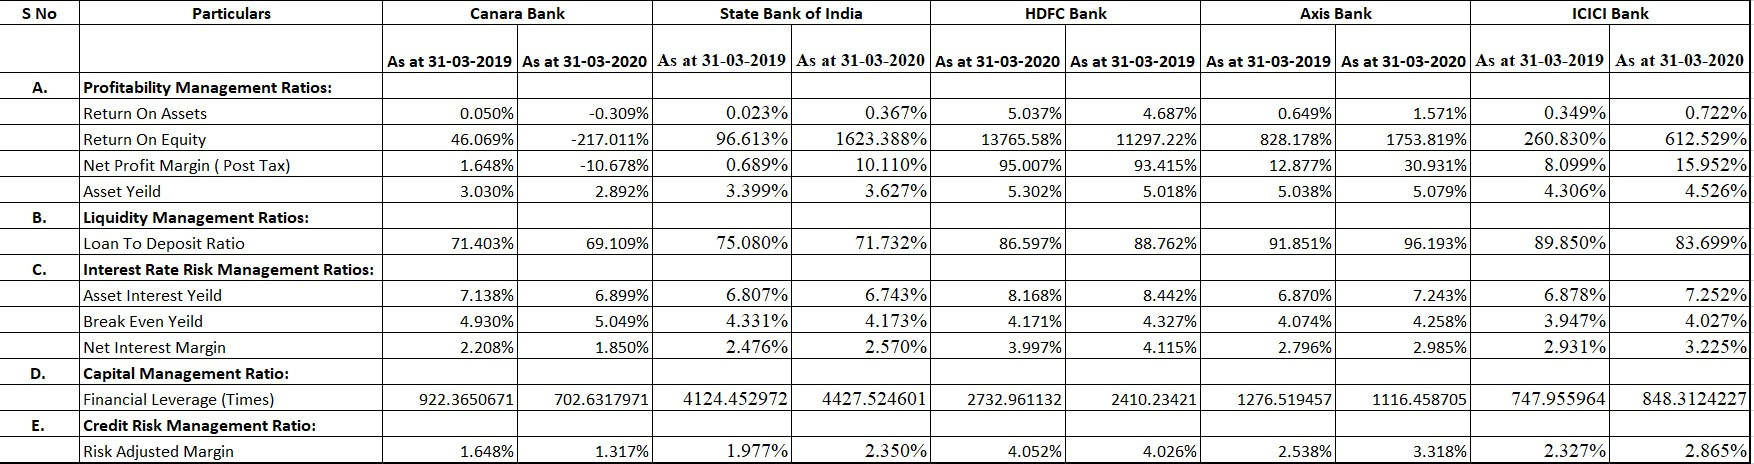 S No Particulars Canara Bank State Bank of India HDFC Bank Axis Bank ICICI Bank
As at 31-03-2019 As at 31-03-2020 As at 31-03-2019 As at 31-03-2020 As at 31-03-2020 As at 31-03-2019 As at 31-03-2019 As at 31-03-2020 As at 31-03-2019 As at 31-03-2020
A. Profitability Management Ratios:
Return On Assets 0.050% -0.309% 0.023% 0.367% 5.037% 4.687% 0.649% 1.571% 0.349% 0.722%
Return On Equity 46.069% -217.011% 96.613% 1623.388% 13765.58% 11297.22% 828.178% 1753.819% 260.830% 612.529%
Net Profit Margin ( Post Tax) 1.648% -10.678% 0.689% 10.110% 95.007% 93.415% 12.877% 30.931% 8.099% 15.952%
Asset Yeild 3.030% 2.892% 3.399% 3.627% 5.302% 5.018% 5.038% 5.079% 4.306% 4.526%
B. Liquidity Management Ratios:
Loan To Deposit Ratio 71.403% 69.109% 75.080% 71.732% 86.597% 88.762% 91.851% 96.193% 89.850% 83.699%
C. Interest Rate Risk Management Ratios:
Asset Interest Yeild 7.138% 6.899% 6.807% 6.743% 8.168% 8.442% 6.870% 7.243% 6.878% 7.252%
Break Even Yeild 4.930% 5.049% 4.331% 4.173% 4.171% 4.327% 4.074% 4.258% 3.947% 4.027%
Net Interest Margin 2.208% 1.850% 2.476% 2.570% 3.997% 4.115% 2.796% 2.985% 2.931% 3.225%
D. Capital Management Ratio:
Financial Leverage (Times) 922.3650671 702.6317971 4124.452972 4427.524601 2732.961132 2410.23421 1276.519457 1116.458705 747.955964 848.3124227
E. Credit Risk Management Ratio:
Risk Adjusted Margin 1.648% 1.317% 1.977% 2.350% 4.052% 4.026% 2.538% 3.318% 2.327% 2.865%